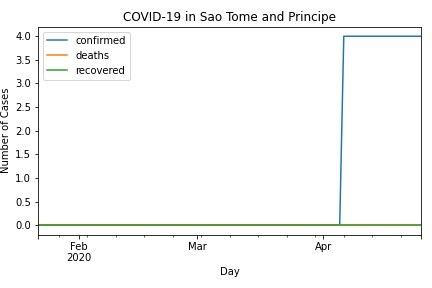 COVID-19 in Sao Tome and Principe
confirmed
deaths
recovered
4.0
3.5
3.0
2.5
2.0
1.5
1.0
0.5
0.0
Number of Cases
Feb
2020
Mar
Apr
Day